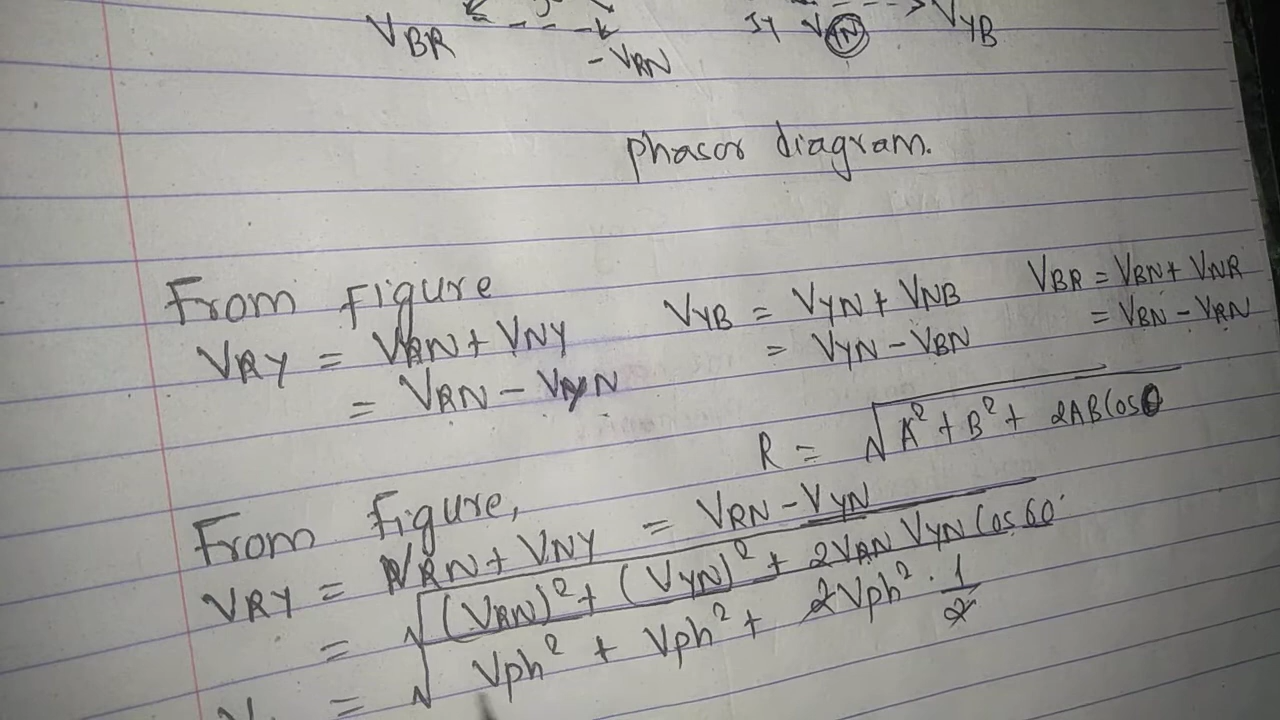 VBR
- VRN
VYB
phasor diagram.
From figure
VRY = VRN + VNY
= VRN - VYN
VYB = VYN + VNB
= VYN - VBN
VBR = VBN + VNR
= VBN - VRN
R = √A² + B² + 2ABCosθ
From figure,
VRY = VRN + VNY = VRN - VYN
= √(VRN)² + (VYN)² + 2VRN VYN Cos 60°
= √Vph² + Vph² + 2Vph² . 1/2